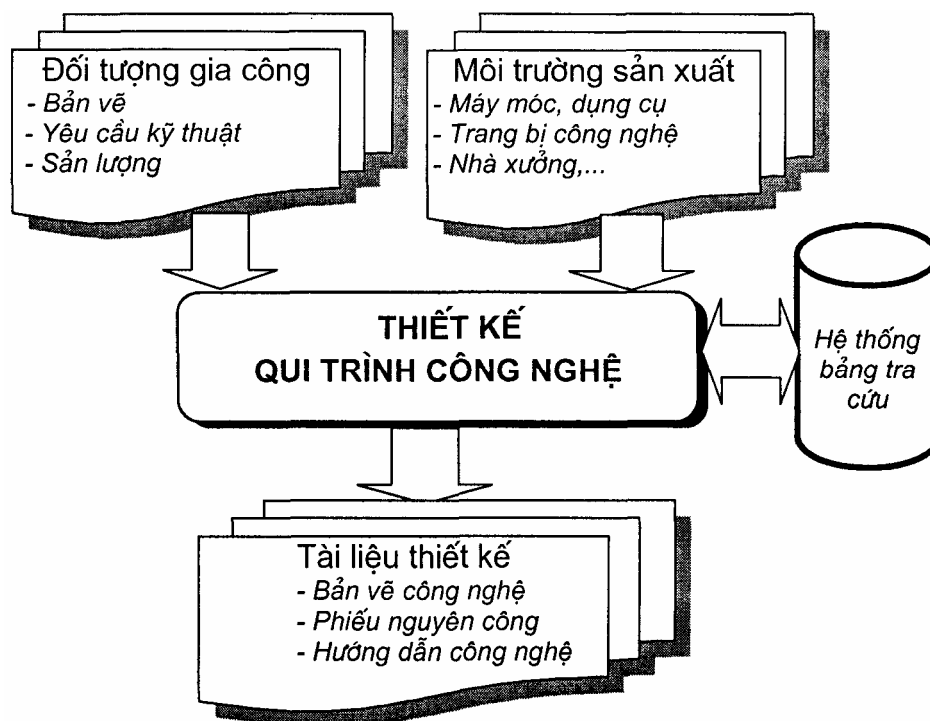 Đối tượng gia công
- Bản vẽ
- Yêu cầu kỹ thuật
- Sản lượng
Môi trường sản xuất
- Máy móc, dụng cụ
- Trang bị công nghệ
- Nhà xưởng,...
THIẾT KẾ
QUI TRÌNH CÔNG NGHỆ
Hệ thống
bảng tra
cứu
Tài liệu thiết kế
- Bản vẽ công nghệ
- Phiếu nguyên công
- Hướng dẫn công nghệ